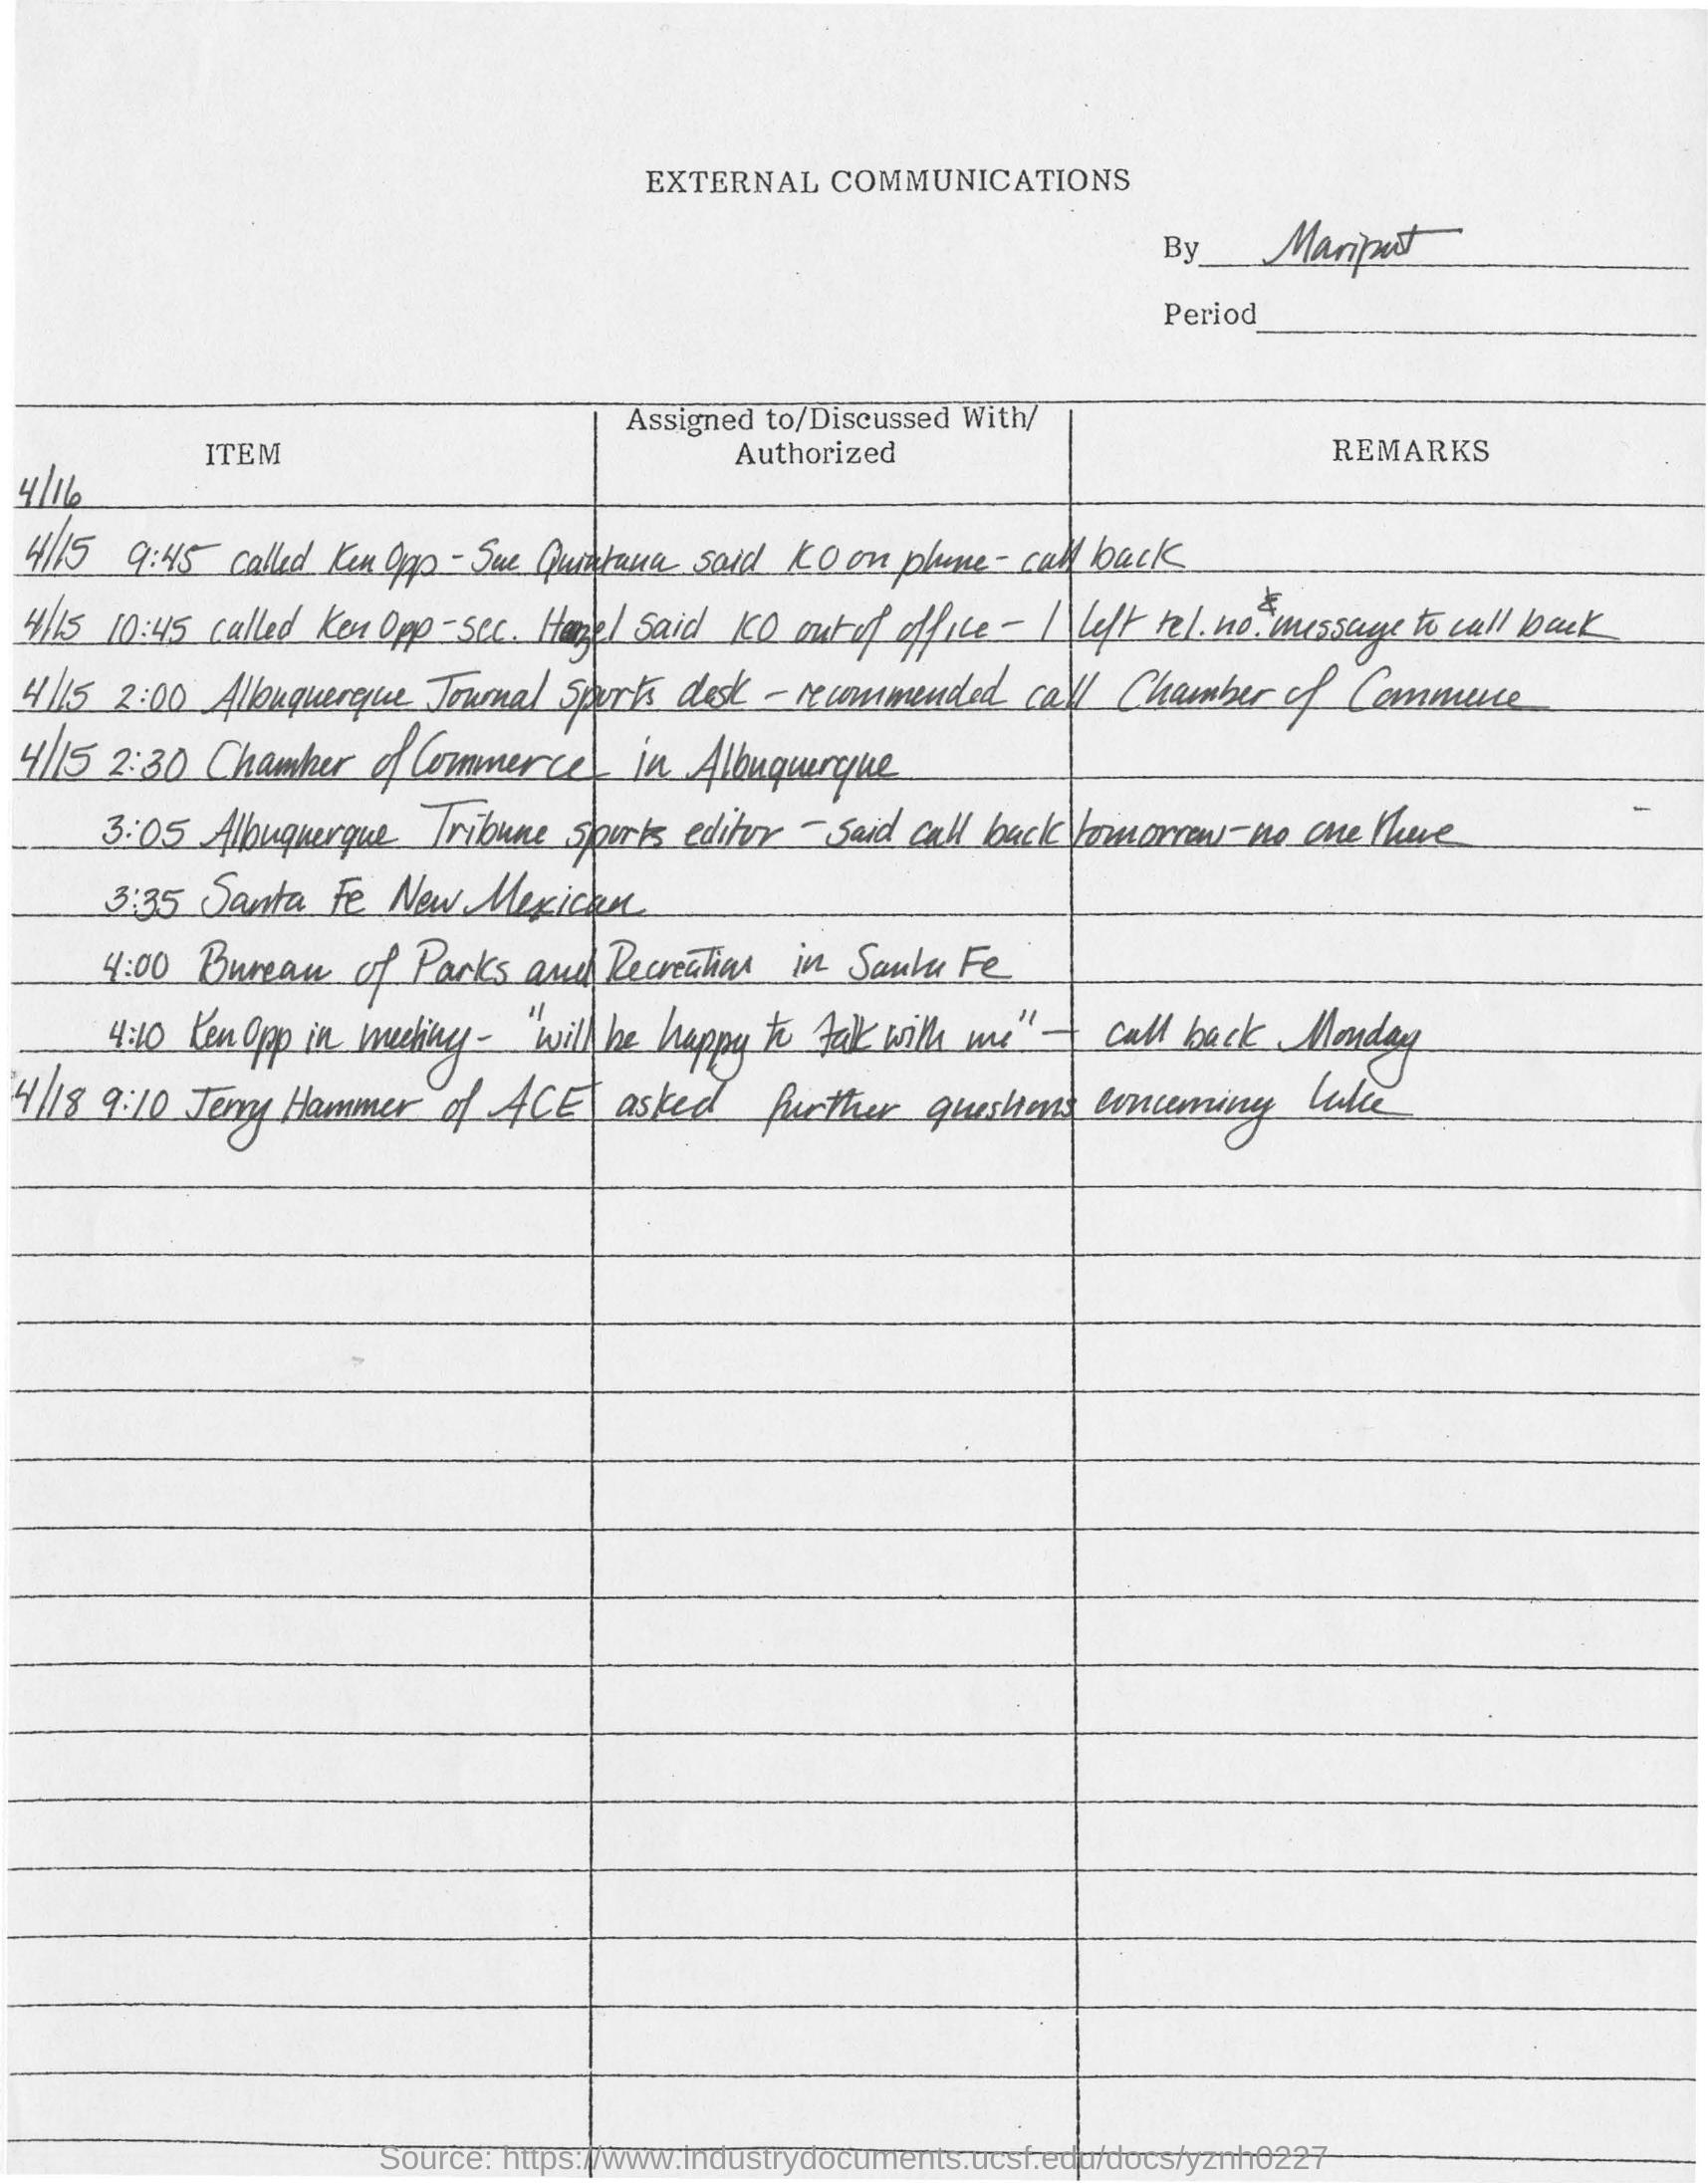 EXTERNAL COMMUNICATIONS
By Maripat
Period
ITEM
Assigned to/Discussed With/
Authorized
REMARKS
4/16
4/15 9:45 called Ken Opp - Sue Quintana said KO on phone - call back
4/15 10:45 called Ken Opp - sec. Hazel said KO out of office - I left tel. no. & message to call back
4/15 2:00 Albuquerque Journal sports desk - recommended call Chamber of Commerce
4/15 2:30 Chamber of Commerce in Albuquerque
3:05 Albuquerque Tribune sports editor - said call back tomorrow - no one there
3:35 Santa Fe New Mexican
4:00 Bureau of Parks and Recreation in Santa Fe
4:10 Ken Opp in meeting - "will be happy to talk with me" - call back Monday
4/18 9:10 Jerry Hammer of ACE asked further questions concerning lake
Source: https://www.industrydocuments.ucsf.edu/docs/yznh0227